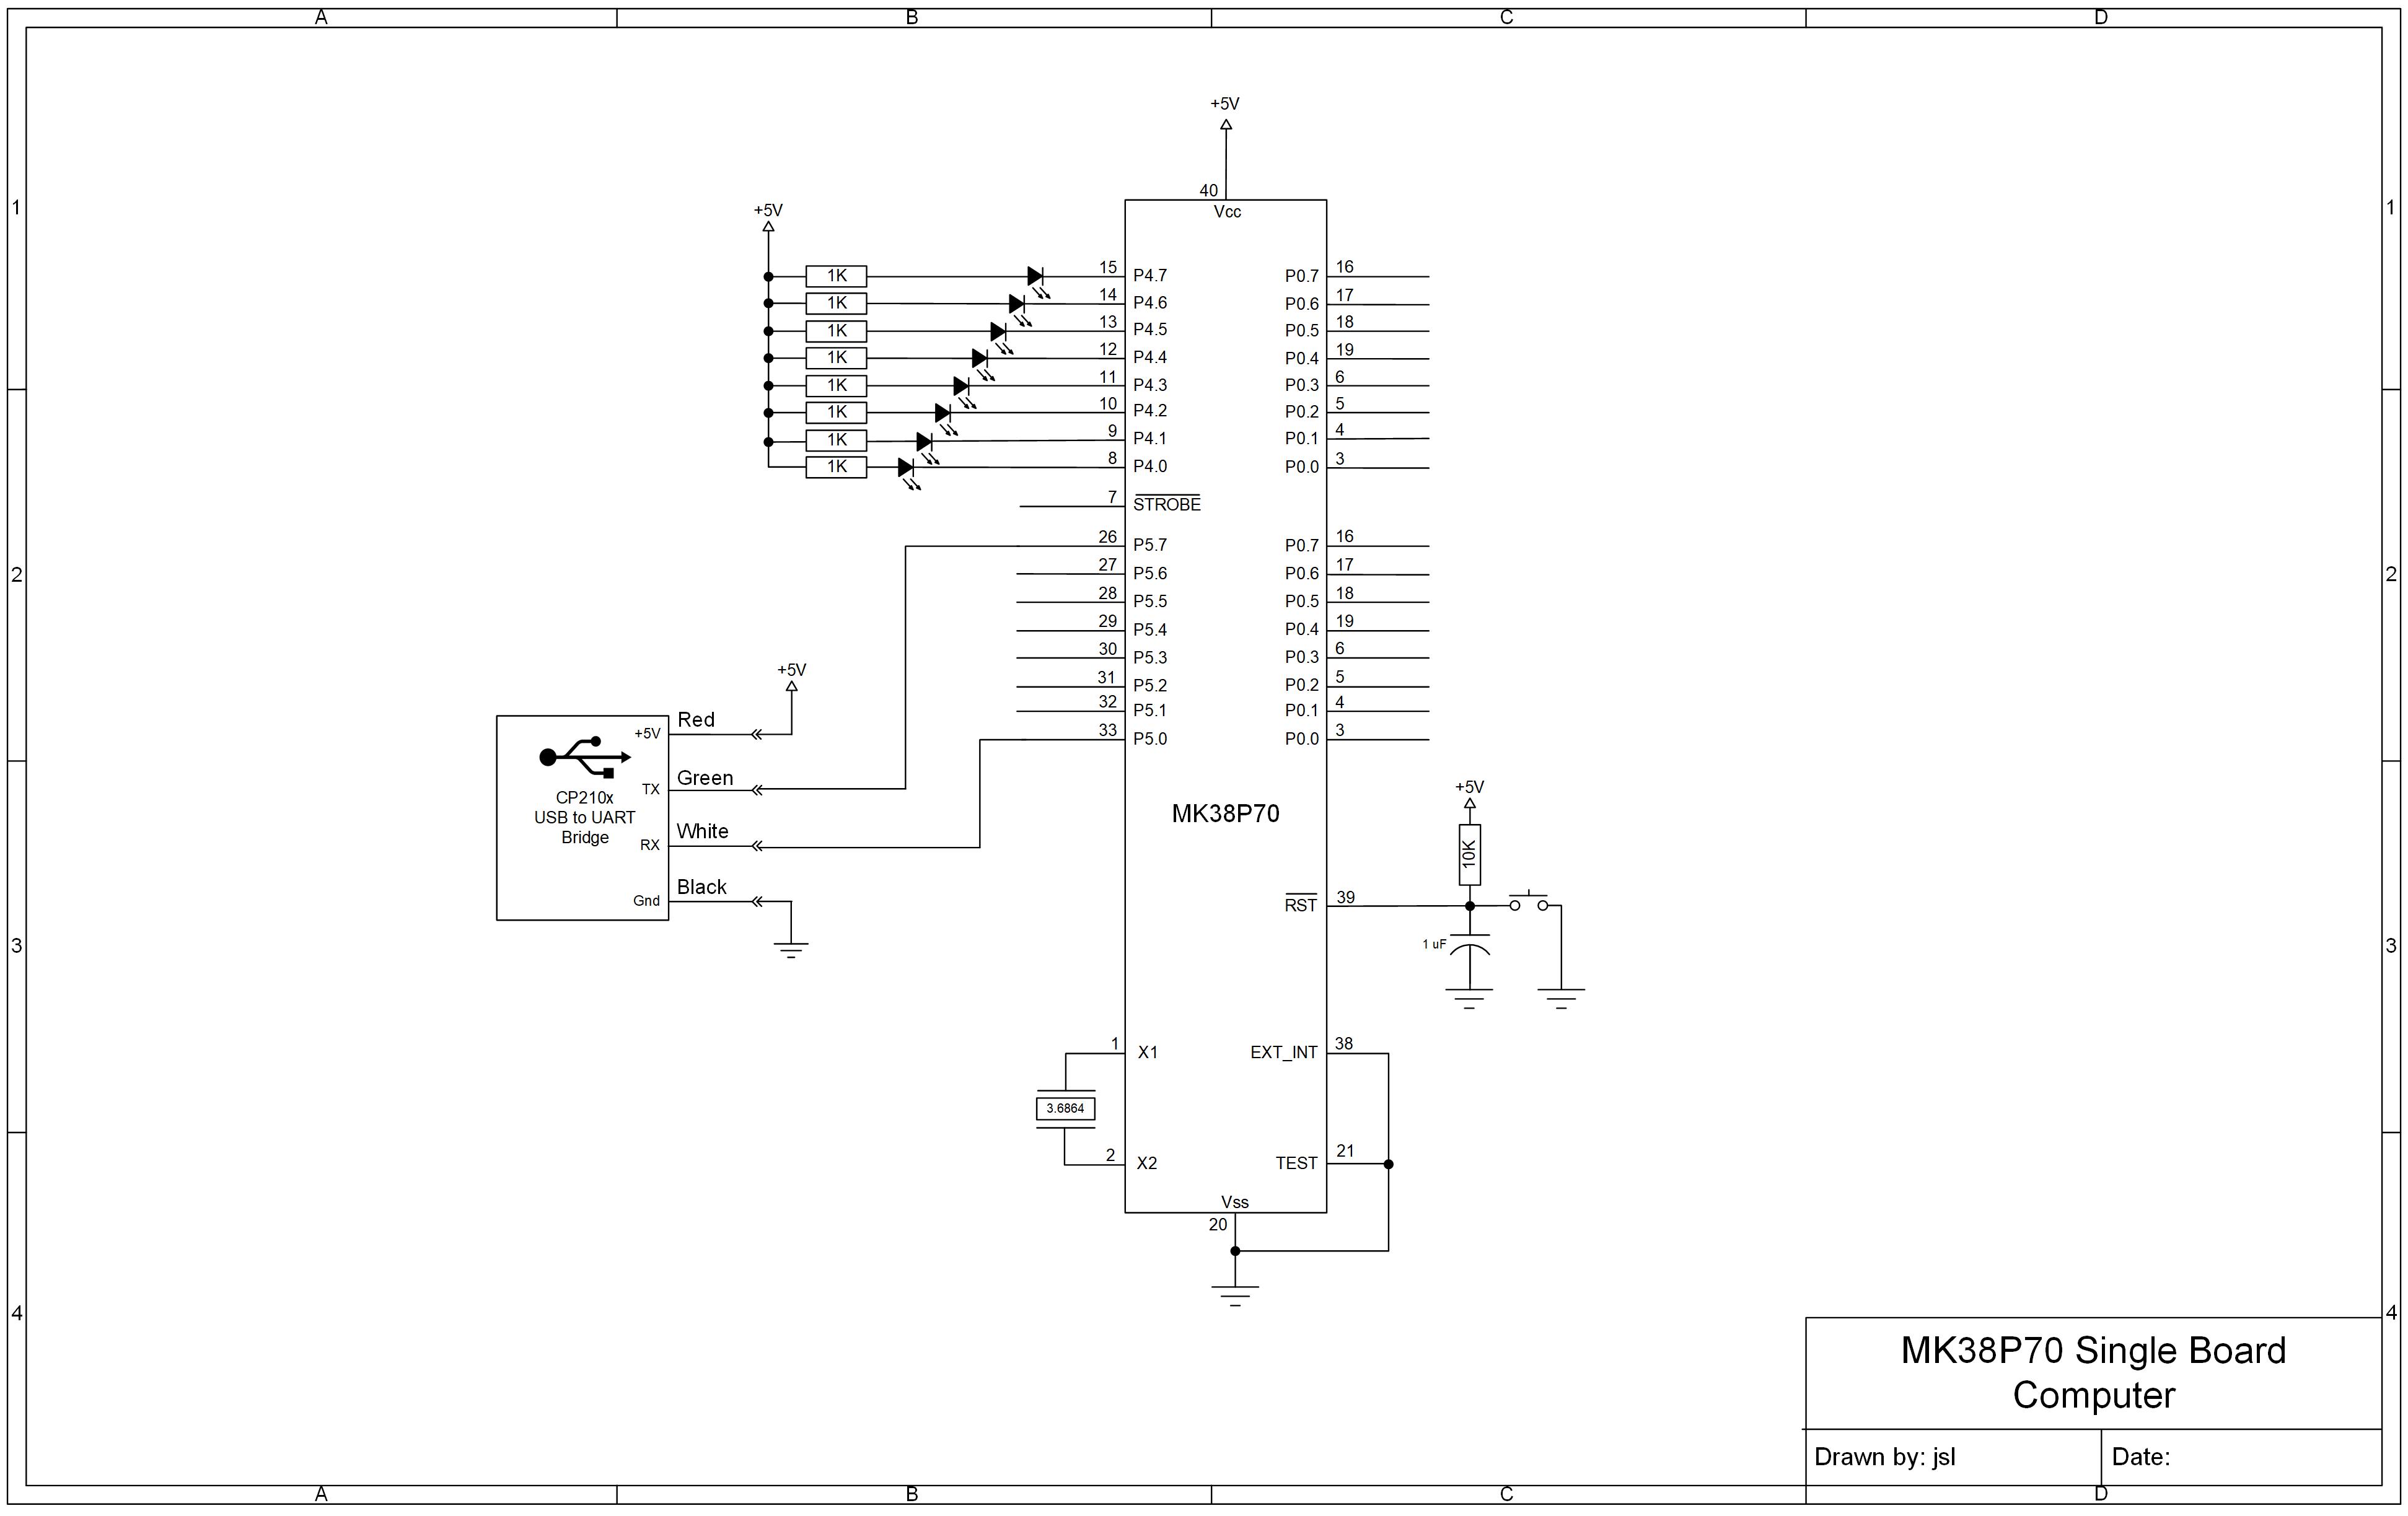 A B C D
+5V
40
Vcc
1 1
+5V
1K 15 P4.7 P0.7 16
1K 14 P4.6 P0.6 17
1K 13 P4.5 P0.5 18
1K 12 P4.4 P0.4 19
1K 11 P4.3 P0.3 6
1K 10 P4.2 P0.2 5
1K 9 P4.1 P0.1 4
1K 8 P4.0 P0.0 3
7 STROBE
26 P5.7 P0.7 16
2 27 P5.6 P0.6 17 2
28 P5.5 P0.5 18
29 P5.4 P0.4 19
30 P5.3 P0.3 6
31 P5.2 P0.2 5
32 P5.1 P0.1 4
33 P5.0 P0.0 3
+5V
Red
+5V
Green
TX
CP210x
USB to UART
Bridge
White
RX
Black
Gnd
MK38P70
+5V
10K
RST 39
1 uF
3 3
1 X1 EXT_INT 38
3.6864
2 X2 TEST 21
Vss
20
4 4
MK38P70 Single Board
Computer
Drawn by: jsl Date:
A B C D